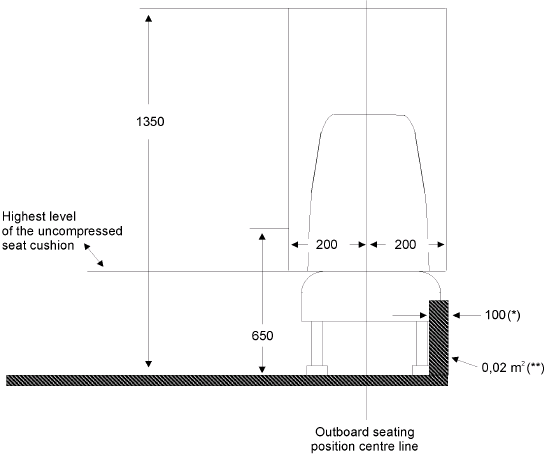 1350
Highest level
of the uncompressed
seat cushion
200
200
100(*)
650
0,02 m²(**)
Outboard seating
position centre line